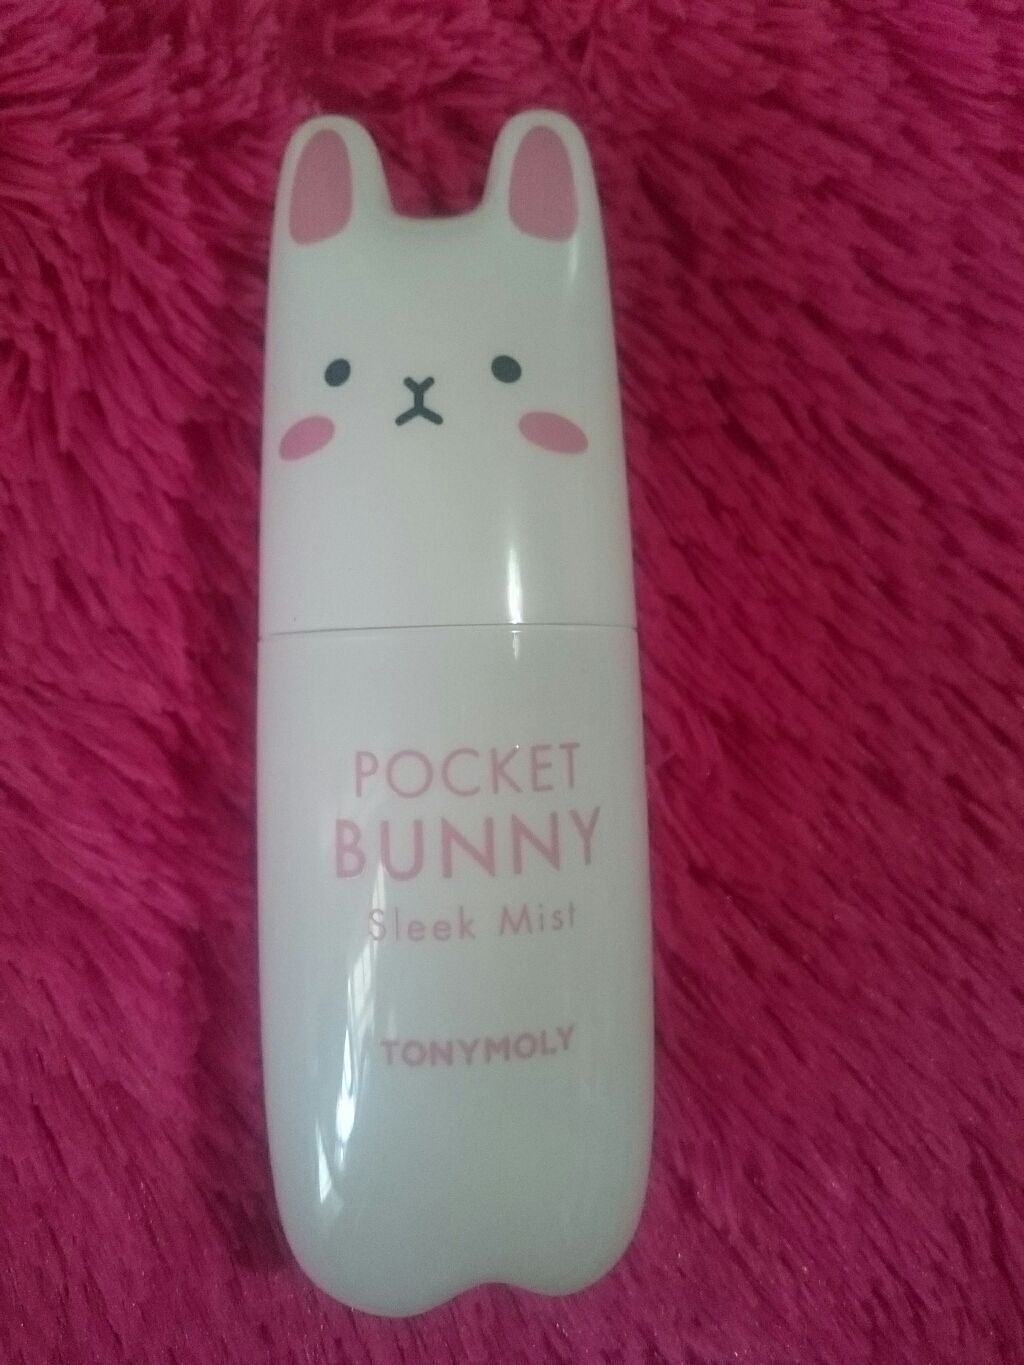 POCKET
BUNNY
Sleek Mist
TONYMOLY